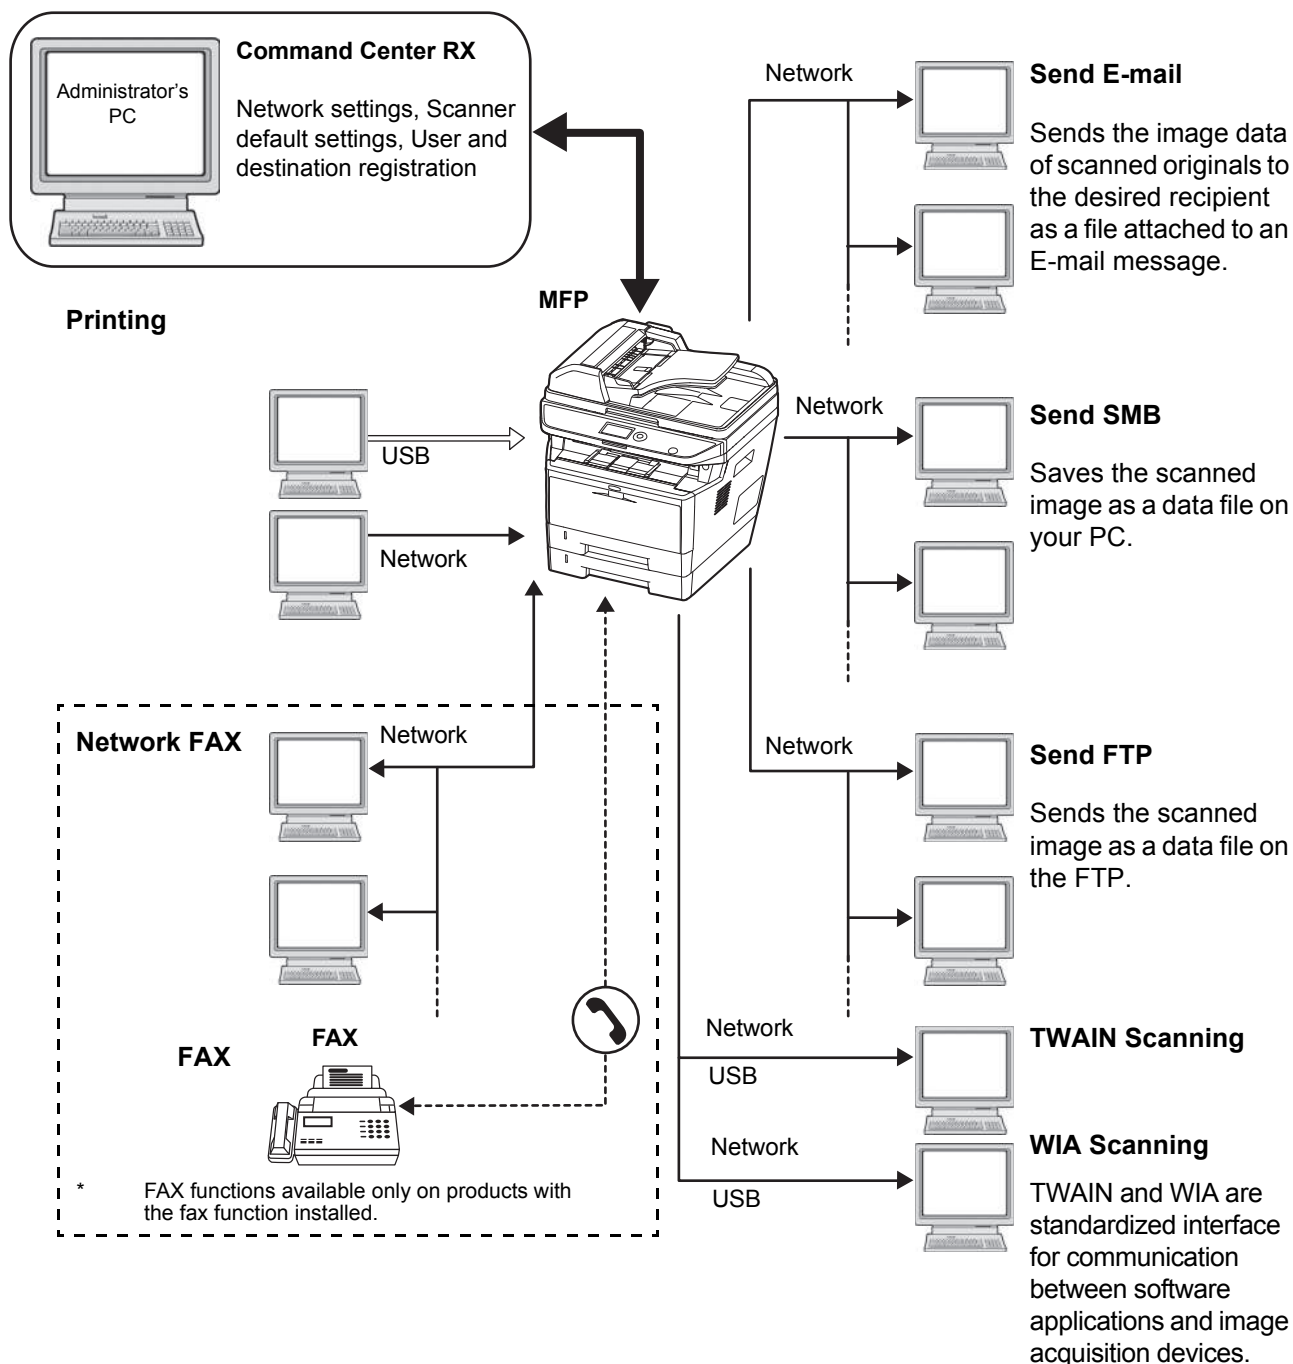 Command Center RX
Administrator's
PC
Network settings, Scanner
default settings, User and
destination registration
Network
Send E-mail
Sends the image data
of scanned originals to
the desired recipient
as a file attached to an
E-mail message.
MFP
Printing
USB
Network
Network
Send SMB
Saves the scanned
image as a data file on
your PC.
Network FAX
Network
Network
Send FTP
Sends the scanned
image as a data file on
the FTP.
FAX
FAX
Network
USB
TWAIN Scanning
Network
USB
WIA Scanning
TWAIN and WIA are
standardized interface
for communication
between software
applications and image
acquisition devices.
* FAX functions available only on products with
the fax function installed.